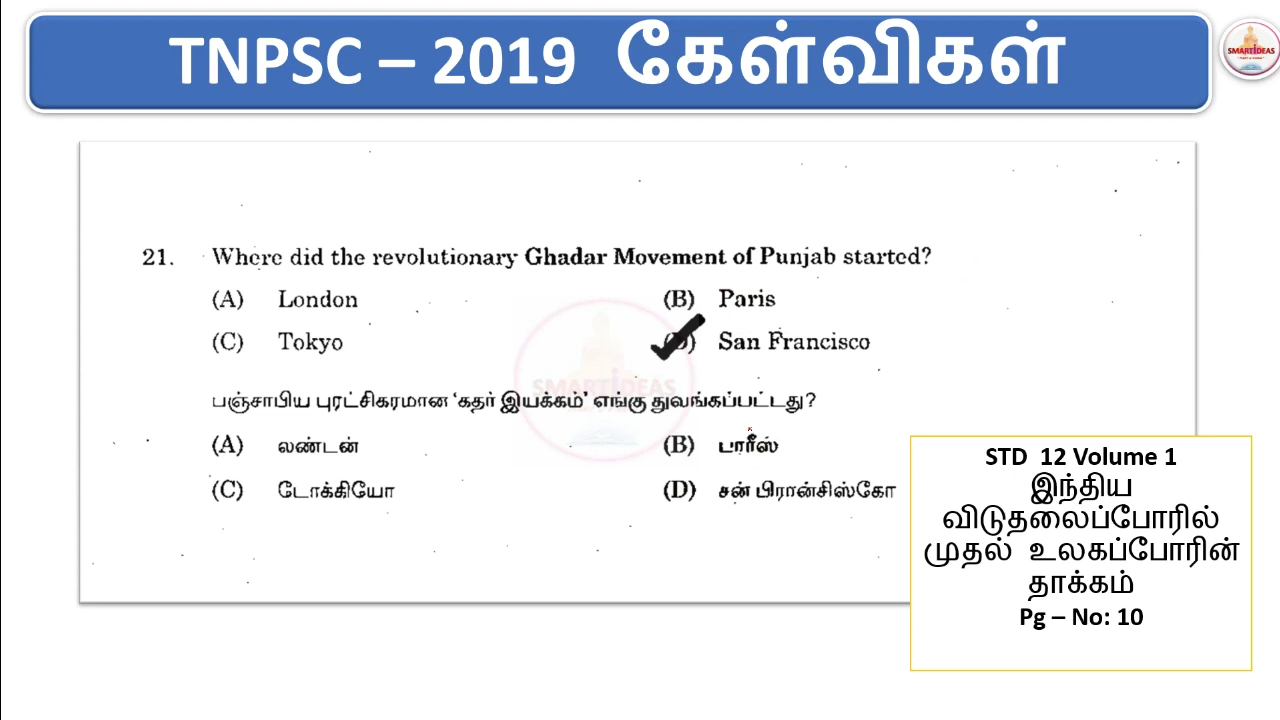 TNPSC – 2019 கேள்விகள்
SMARTIDEAS
21. Where did the revolutionary Ghadar Movement of Punjab started?
(A) London (B) Paris
(C) Tokyo (D) San Francisco
SMARTIDEAS
பஞ்சாபிய புரட்சிகரமான ‘கதர் இயக்கம்’ எங்கு துவங்கப்பட்டது?
(A) லண்டன் (B) பாரீஸ்
(C) டோக்கியோ (D) சன் பிரான்சிஸ்கோ
STD 12 Volume 1
இந்திய
விடுதலைப்போரில்
முதல் உலகப்போரின்
தாக்கம்
Pg – No: 10